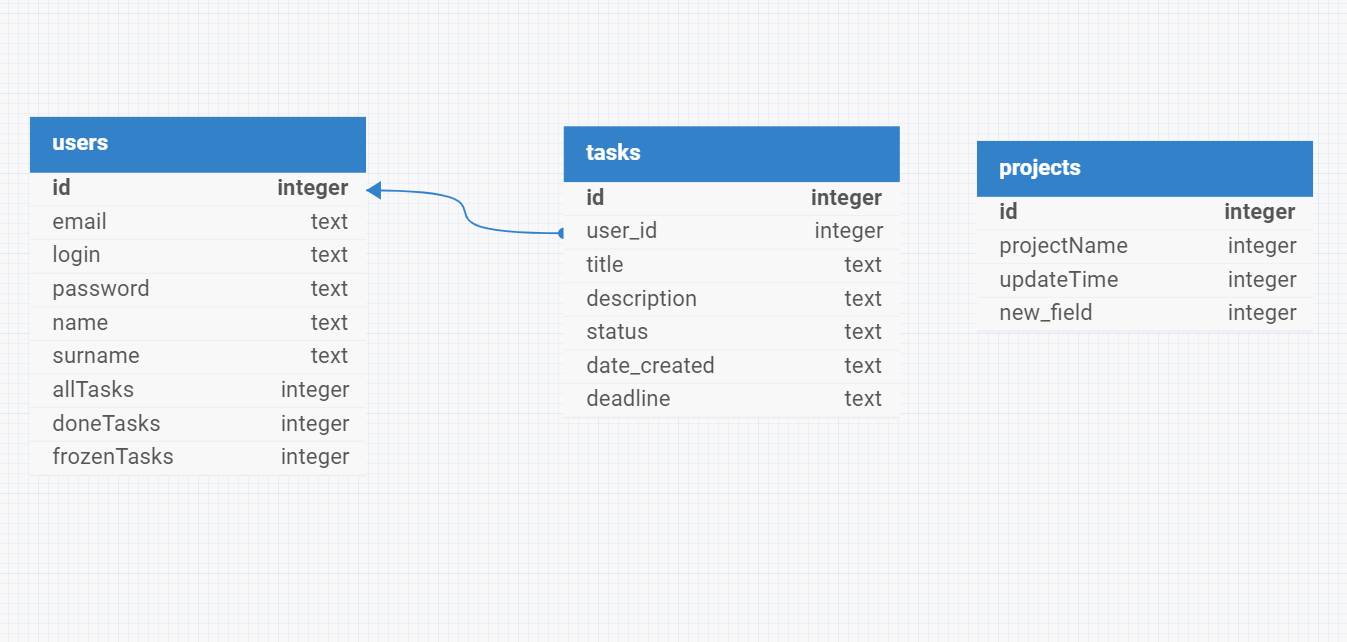 users
id integer
email text
login text
password text
name text
surname text
allTasks integer
doneTasks integer
frozenTasks integer
tasks
id integer
user_id integer
title text
description text
status text
date_created text
deadline text
projects
id integer
projectName integer
updateTime integer
new_field integer